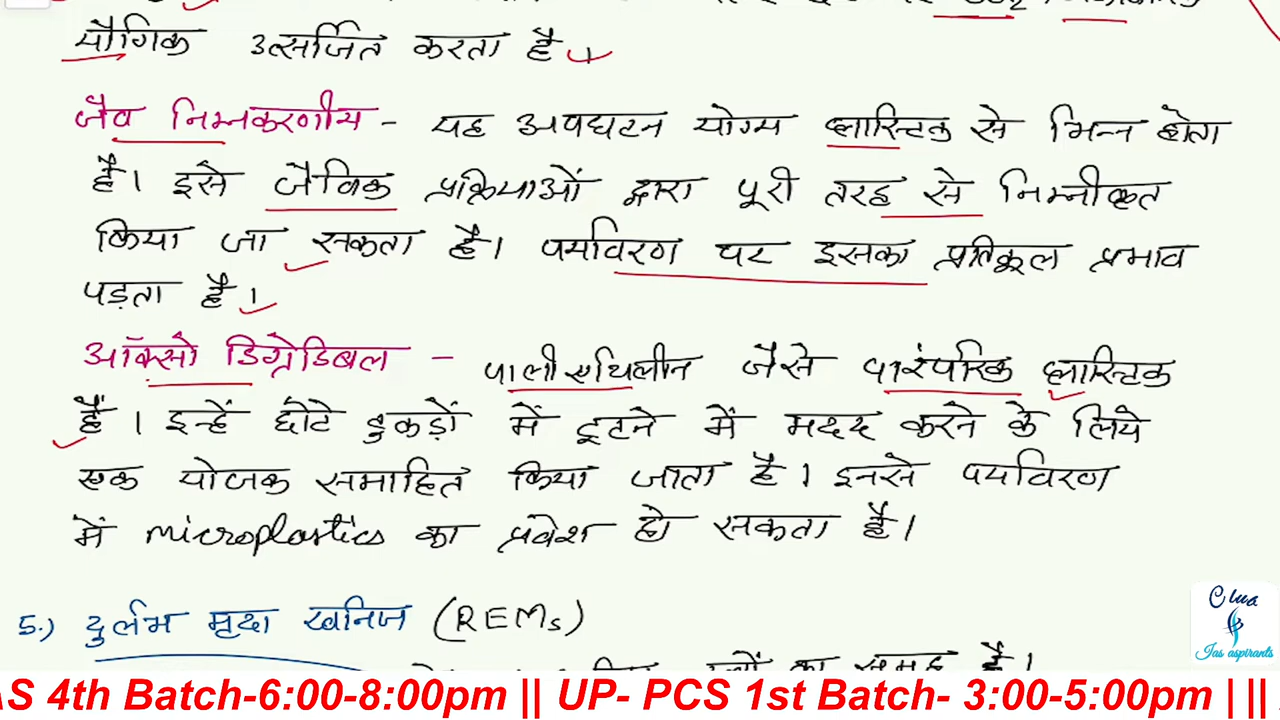 यौगिक उत्सर्जित करता है।
जैव निम्नकरणीय - यह अपघटन योग्य प्लास्टिक से भिन्न होता
है। इसे जैविक प्रक्रियाओं द्वारा पूरी तरह से निम्नीकृत
किया जा सकता है। पर्यावरण पर इसका प्रतिकूल प्रभाव
पड़ता है।
ऑक्सो डिग्रेडिबल - पालीएथिलीन जैसे पारंपरिक प्लास्टिक
हैं। इन्हें छोटे टुकड़ों में टूटने में मदद करने के लिये
एक योजक समाहित किया जाता है। इनसे पर्यावरण
में microplastics का प्रवेश हो सकता है।
5.) दुर्लभ मृदा खनिज (REMs)
का समूह है।
Clue
Ias aspirants
AS 4th Batch-6:00-8:00pm || UP- PCS 1st Batch- 3:00-5:00pm | ||